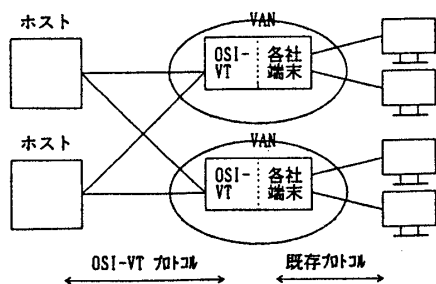 ホスト
VAN
OSI-
VT
各社
端末
ホスト
VAN
OSI-
VT
各社
端末
OSI-VT プロトコル
既存プロトコル